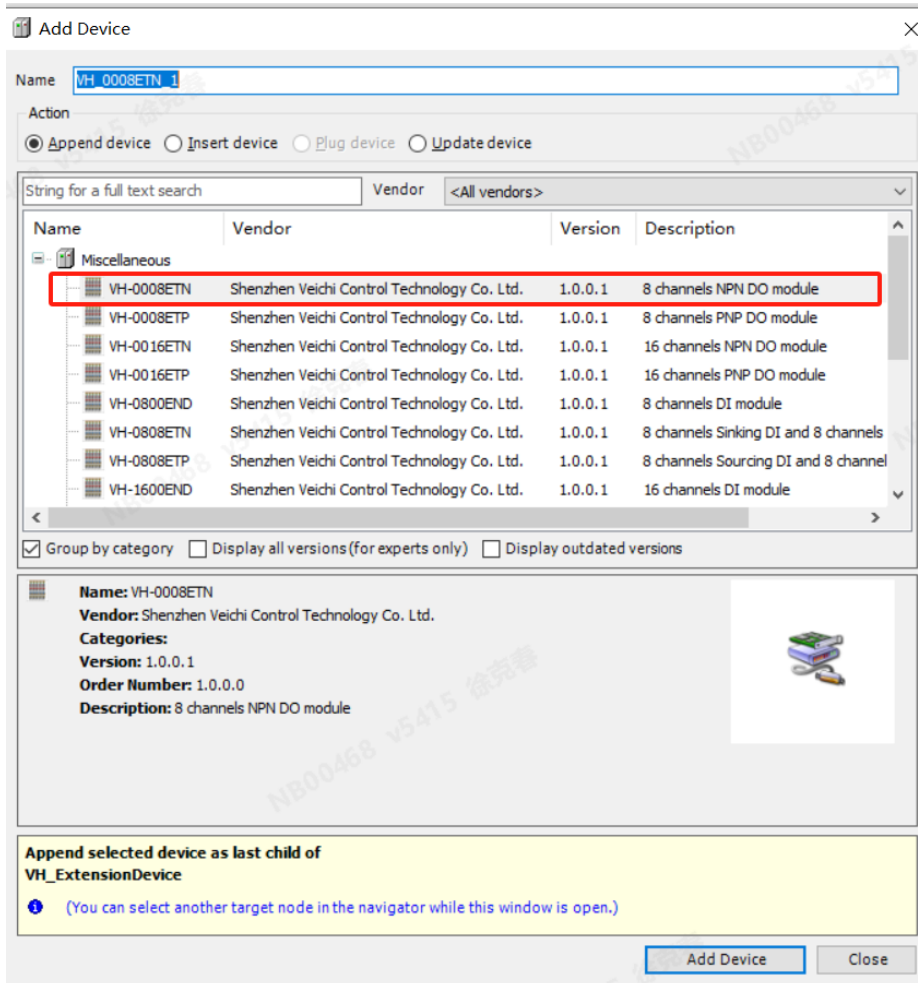 Add Device
Name VH_0008ETN_1
Action
Append device Insert device Plug device Update device
String for a full text search Vendor <All vendors>
Name Vendor Version Description
Miscellaneous
VH-0008ETN Shenzhen Veichi Control Technology Co. Ltd. 1.0.0.1 8 channels NPN DO module
VH-0008ETP Shenzhen Veichi Control Technology Co. Ltd. 1.0.0.1 8 channels PNP DO module
VH-0016ETN Shenzhen Veichi Control Technology Co. Ltd. 1.0.0.1 16 channels NPN DO module
VH-0016ETP Shenzhen Veichi Control Technology Co. Ltd. 1.0.0.1 16 channels PNP DO module
VH-0800END Shenzhen Veichi Control Technology Co. Ltd. 1.0.0.1 8 channels DI module
VH-0808ETN Shenzhen Veichi Control Technology Co. Ltd. 1.0.0.1 8 channels Sinking DI and 8 channels
VH-0808ETP Shenzhen Veichi Control Technology Co. Ltd. 1.0.0.1 8 channels Sourcing DI and 8 channel
VH-1600END Shenzhen Veichi Control Technology Co. Ltd. 1.0.0.1 16 channels DI module
Group by category Display all versions(for experts only) Display outdated versions
Name: VH-0008ETN
Vendor: Shenzhen Veichi Control Technology Co. Ltd.
Categories:
Version: 1.0.0.1
Order Number: 1.0.0.0
Description: 8 channels NPN DO module
NB00468 v5415 徐克春
Append selected device as last child of
VH_ExtensionDevice
(You can select another target node in the navigator while this window is open.)
Add Device Close